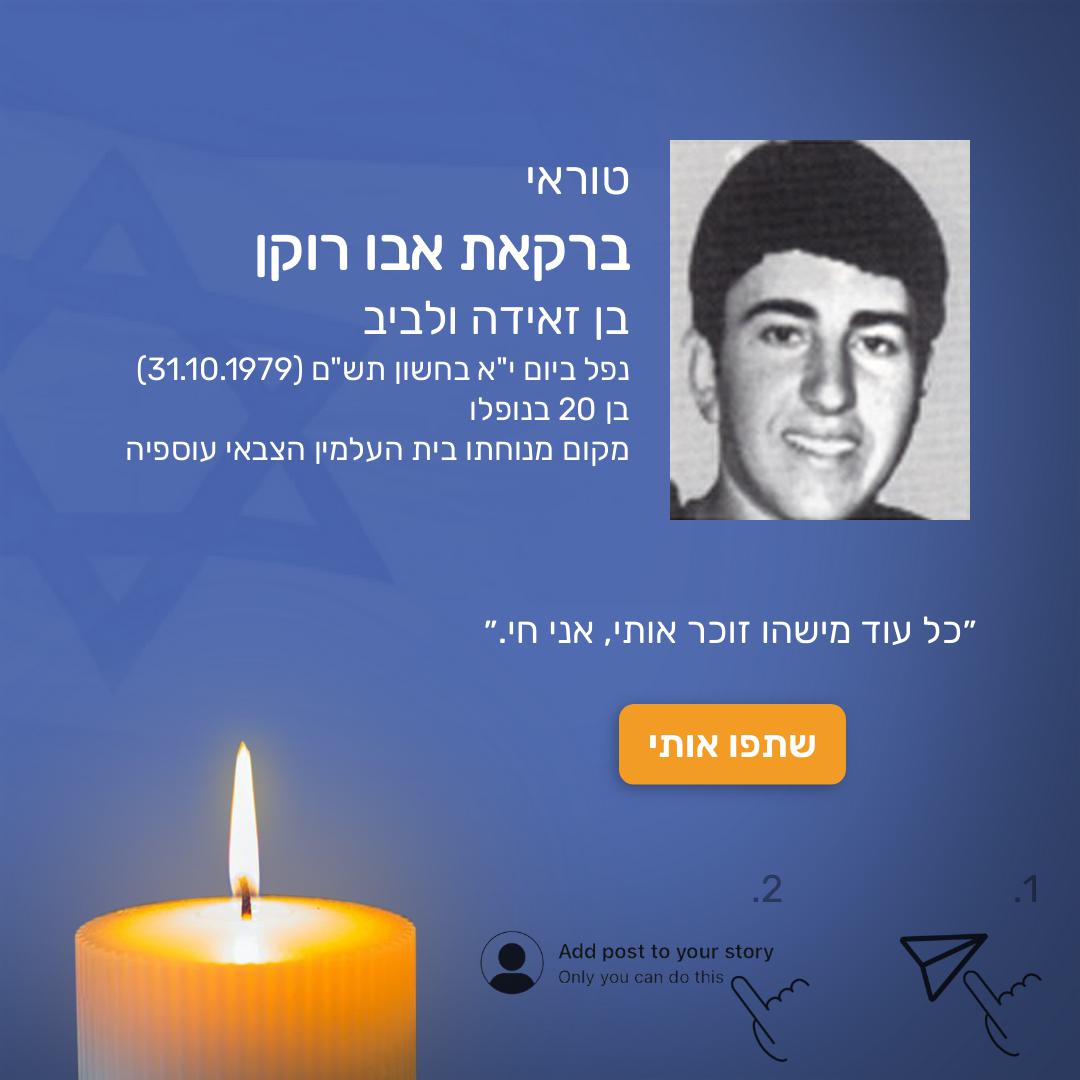 טוראי
ברקאת אבו רוקן
בן זאידה ולביב
נפל ביום י"א בחשון תש"ם (31.10.1979)
בן 20 בנופלו
מקום מנוחתו בית העלמין הצבאי עוספיה
״כל עוד מישהו זוכר אותי, אני חי.״
שתפו אותי
.1
.2
Add post to your story
Only you can do this